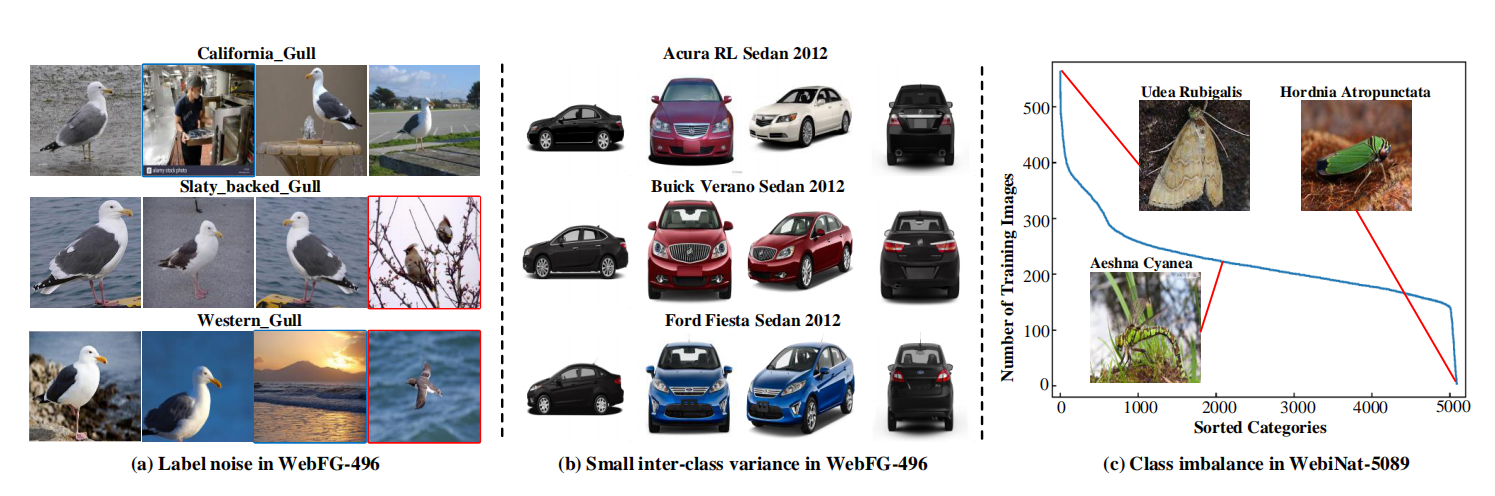 California_Gull
alamy stock photo
Slaty_backed_Gull
Western_Gull
(a) Label noise in WebFG-496
Acura RL Sedan 2012
Buick Verano Sedan 2012
Ford Fiesta Sedan 2012
(b) Small inter-class variance in WebFG-496
Number of Training Images
500
400
300
200
100
0
Udea Rubigalis
Hordnia Atropunctata
Aeshna Cyanea
0 1000 2000 3000 4000 5000
Sorted Categories
(c) Class imbalance in WebiNat-5089